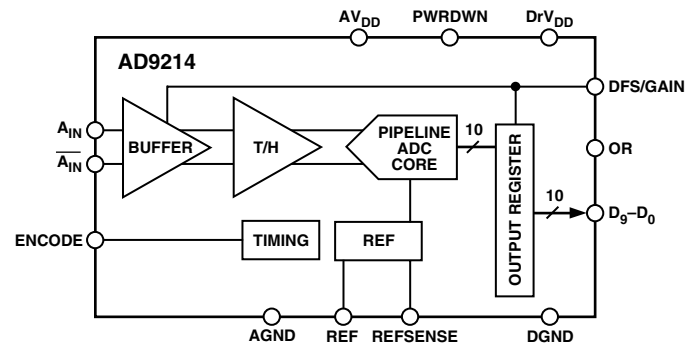 AVDD PWRDWN DrVDD
AD9214
DFS/GAIN
AIN
AIN
BUFFER
T/H
PIPELINE
ADC
CORE
10
OUTPUT REGISTER
OR
10
D9–D0
ENCODE
TIMING
REF
AGND REF REFSENSE DGND